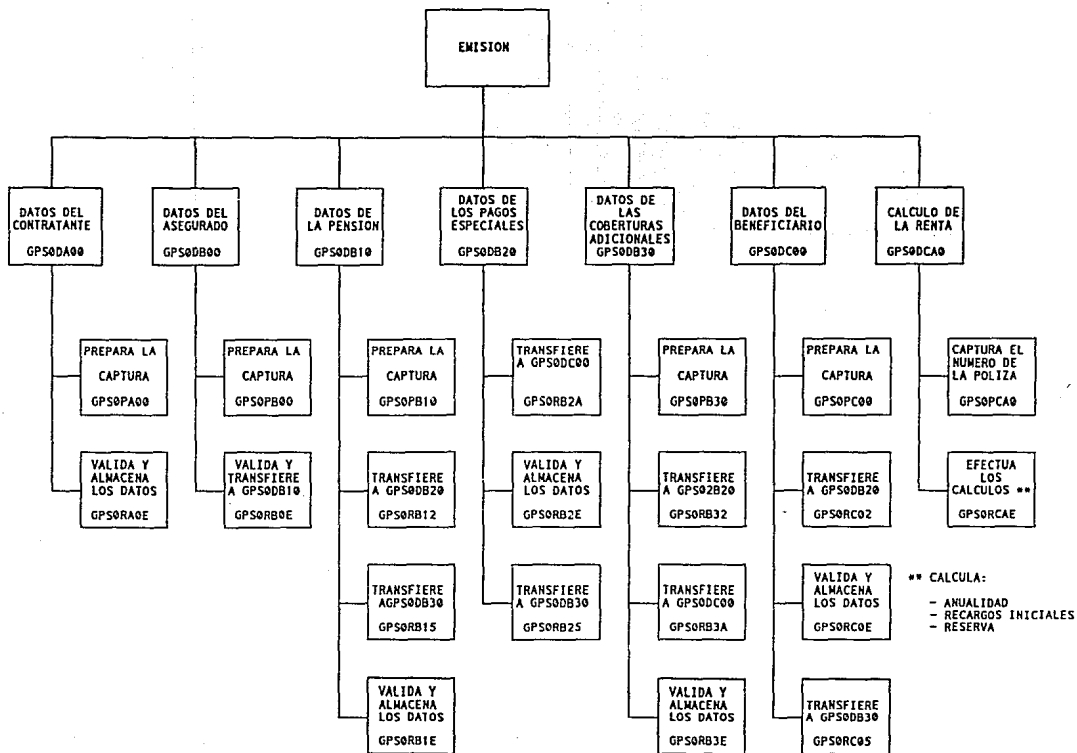 EMISION
DATOS DEL
CONTRATANTE
GPS0DA00
DATOS DEL
ASEGURADO
GPS0DB00
DATOS DE
LA PENSION
GPS0DB10
DATOS DE
LOS PAGOS
ESPECIALES
GPS0DB20
DATOS DE
LAS
COBERTURAS
ADICIONALES
GPS0DB30
DATOS DEL
BENEFICIARIO
GPS0DC00
CALCULO DE
LA RENTA
GPS0DCA0
PREPARA LA
CAPTURA
GPS0PA00
PREPARA LA
CAPTURA
GPS0PB00
PREPARA LA
CAPTURA
GPS0PB10
TRANSFIERE
A GPS0DC00
GPS0RB2A
PREPARA LA
CAPTURA
GPS0PB30
PREPARA LA
CAPTURA
GPS0PC00
CAPTURA EL
NUMERO DE
LA POLIZA
GPS0PCA0
VALIDA Y
ALMACENA
LOS DATOS
GPS0RA0E
VALIDA Y
TRANSFIERE
A GPS0DB10
GPS0RB0E
TRANSFIERE
A GPS0DB20
GPS0RB12
VALIDA Y
ALMACENA
LOS DATOS
GPS0RB2E
TRANSFIERE
A GPS02B20
GPS0RB32
TRANSFIERE
A GPS0DB20
GPS0RC02
EFECTUA
LOS
CALCULOS **
GPS0RCAE
TRANSFIERE
AGPS0DB30
GPS0RB15
TRANSFIERE
A GPS0DB30
GPS0RB25
TRANSFIERE
A GPS0DC00
GPS0RB3A
VALIDA Y
ALMACENA
LOS DATOS
GPS0RC0E
** CALCULA:
- ANUALIDAD
- RECARGOS INICIALES
- RESERVA
VALIDA Y
ALMACENA
LOS DATOS
GPS0RB1E
VALIDA Y
ALMACENA
LOS DATOS
GPS0RB3E
TRANSFIERE
A GPS0DB30
GPS0RC05